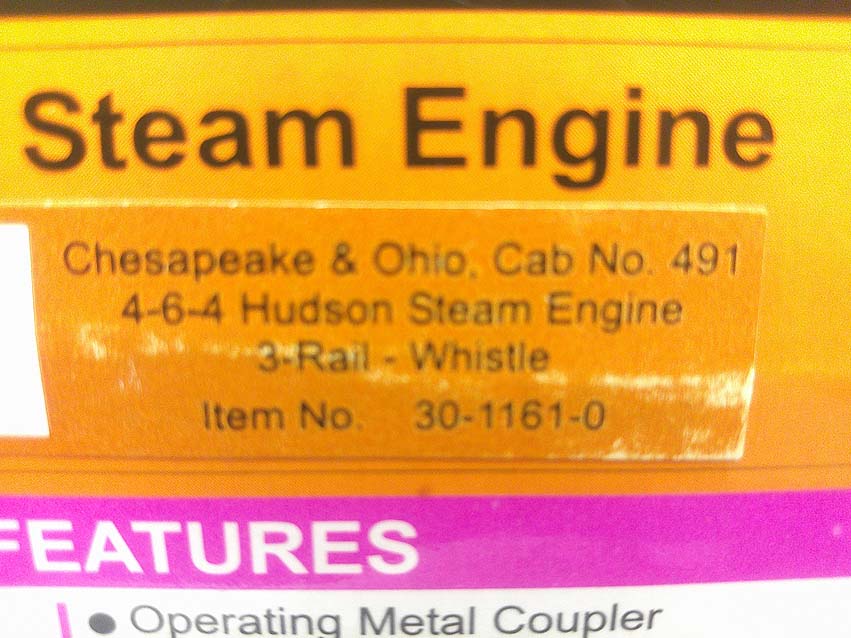 Steam Engine
Chesapeake & Ohio, Cab No. 491
4-6-4 Hudson Steam Engine
3-Rail - Whistle
Item No. 30-1161-0
FEATURES
● Operating Metal Coupler